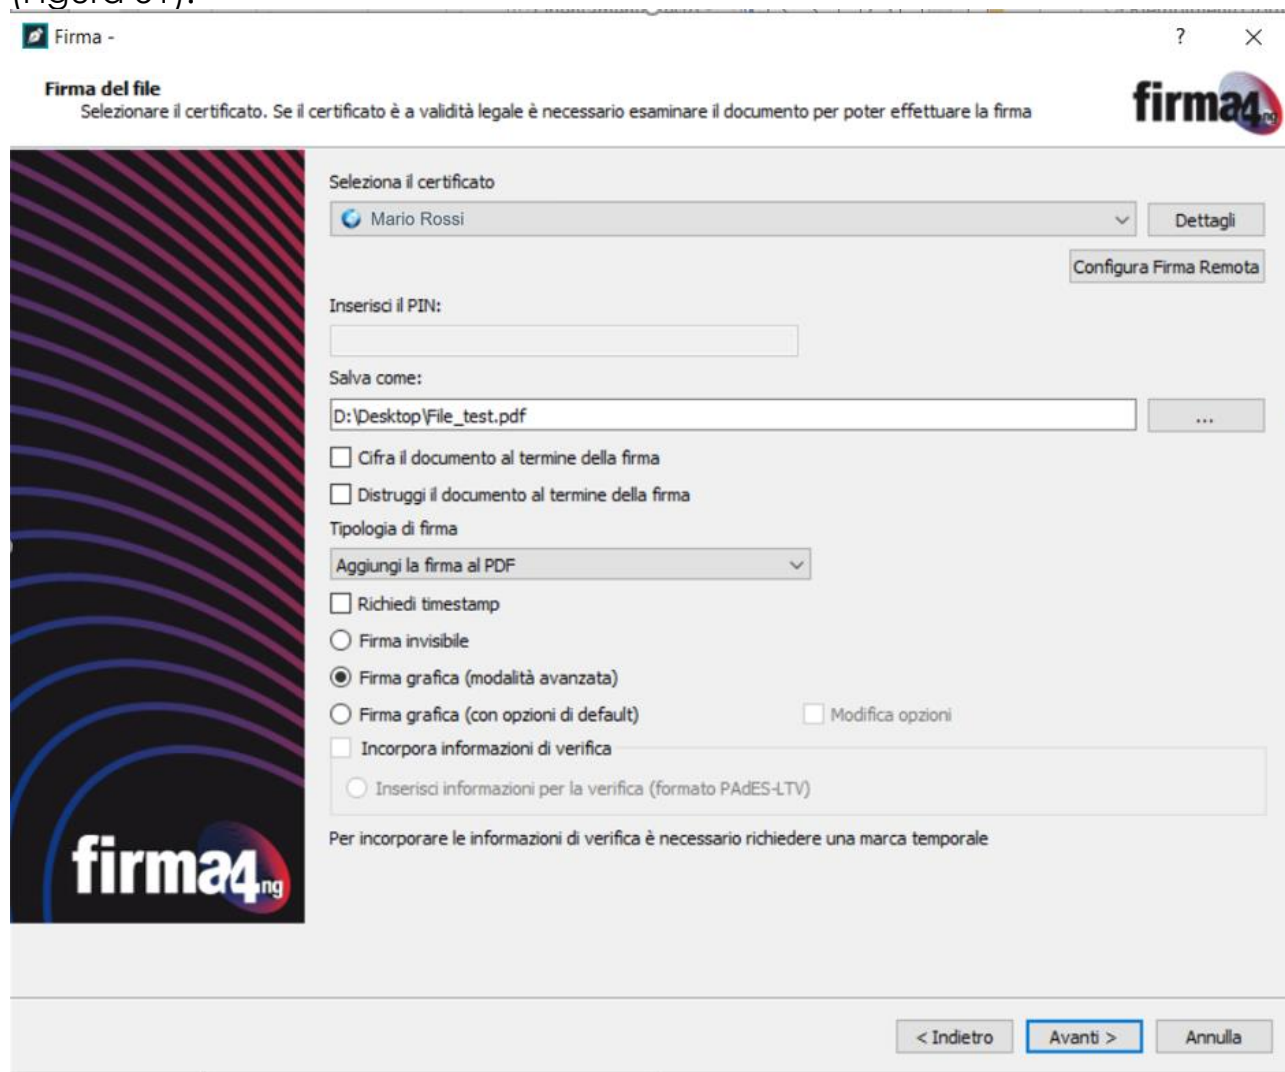 Firma -
?
Firma del file
Selezionare il certificato. Se il certificato è a validità legale è necessario esaminare il documento per poter effettuare la firma
firma4ng
Seleziona il certificato
Mario Rossi
Dettagli
Configura Firma Remota
Inserisci il PIN:
Salva come:
D:\Desktop\File_test.pdf
...
Cifra il documento al termine della firma
Distruggi il documento al termine della firma
Tipologia di firma
Aggiungi la firma al PDF
Richiedi timestamp
Firma invisibile
Firma grafica (modalità avanzata)
Firma grafica (con opzioni di default)
Modifica opzioni
Incorpora informazioni di verifica
Inserisci informazioni per la verifica (formato PAdES-LTV)
Per incorporare le informazioni di verifica è necessario richiedere una marca temporale
firma4ng
< Indietro
Avanti >
Annulla